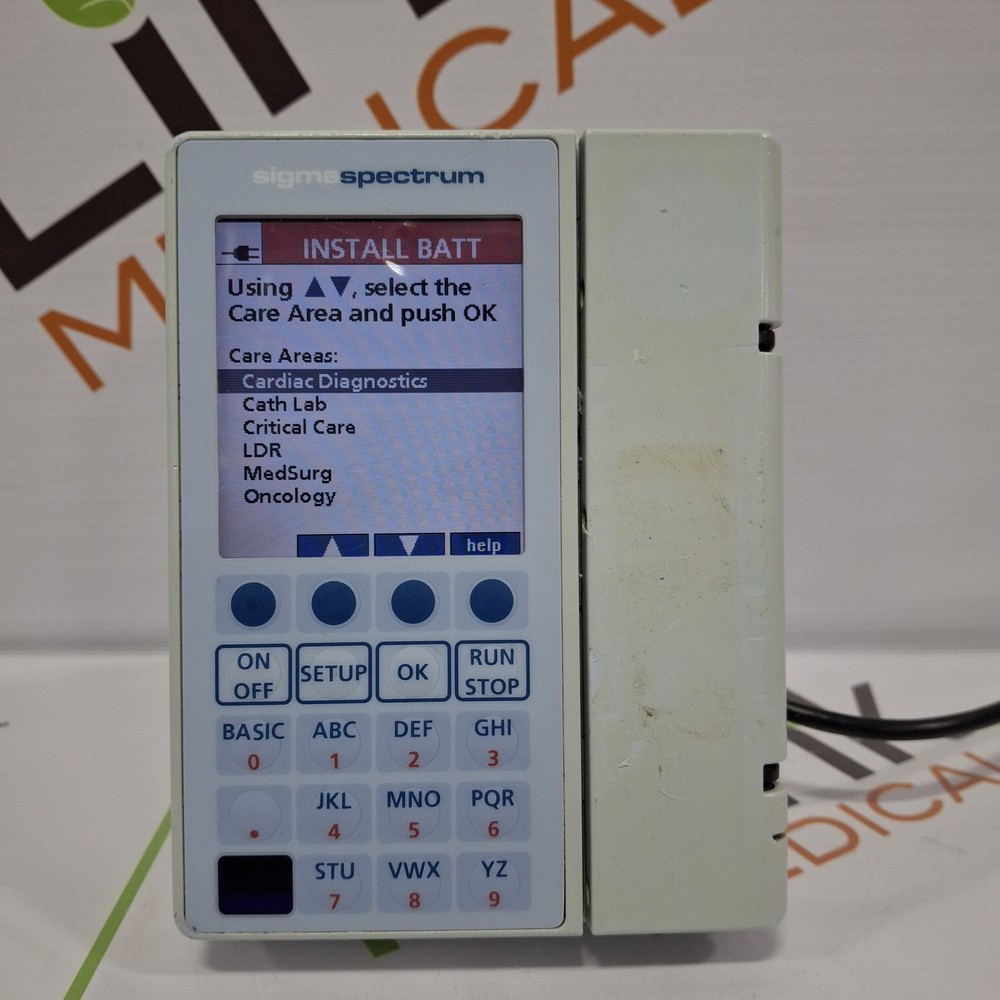 MEDICAL
sigmaspectrum
INSTALL BATT
Using ▲▼, select the
Care Area and push OK
Care Areas:
Cardiac Diagnostics
Cath Lab
Critical Care
LDR
MedSurg
Oncology
▲ ▼ help
ON OFF
SETUP
OK
RUN STOP
BASIC 0
ABC 1
DEF 2
GHI 3
.
JKL 4
MNO 5
PQR 6
STU 7
VWX 8
YZ 9